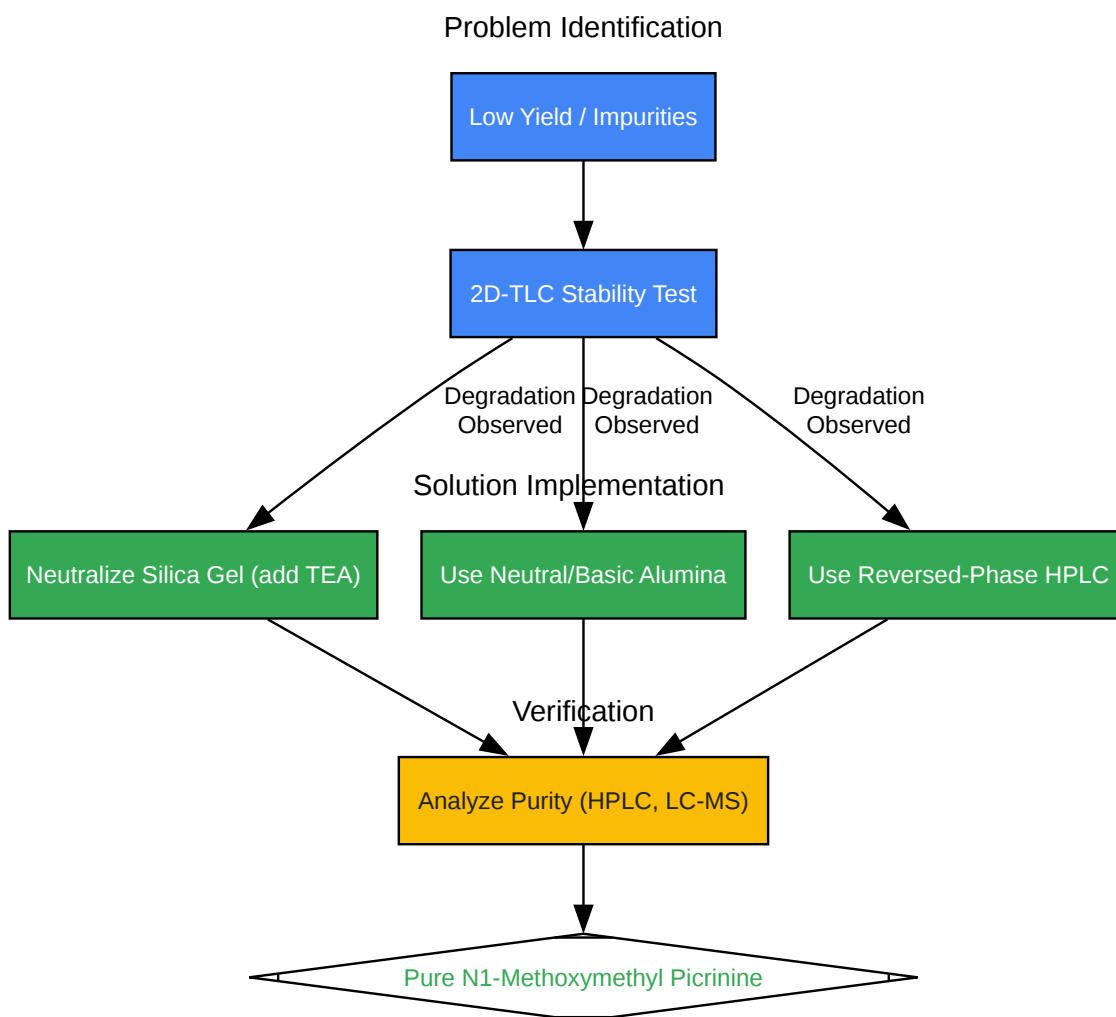 Problem Identification
Low Yield / Impurities
2D-TLC Stability Test
Degradation
Observed
Degradation
Observed
Degradation
Observed
Solution Implementation
Neutralize Silica Gel (add TEA)
Use Neutral/Basic Alumina
Use Reversed-Phase HPLC
Verification
Analyze Purity (HPLC, LC-MS)
Pure N1-Methoxymethyl Picrinine